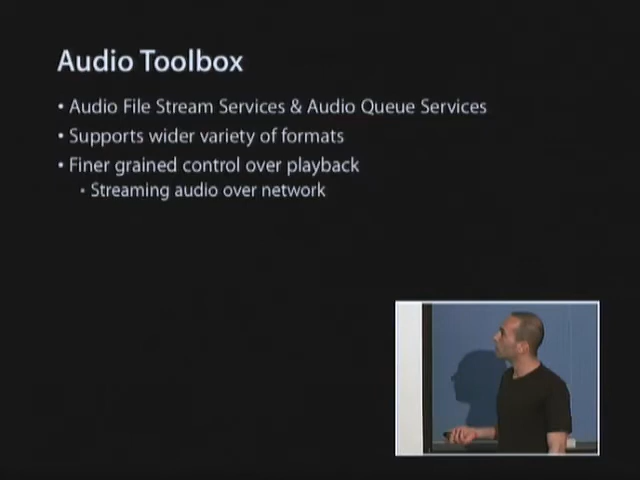 Audio Toolbox
• Audio File Stream Services & Audio Queue Services
• Supports wider variety of formats
• Finer grained control over playback
• Streaming audio over network